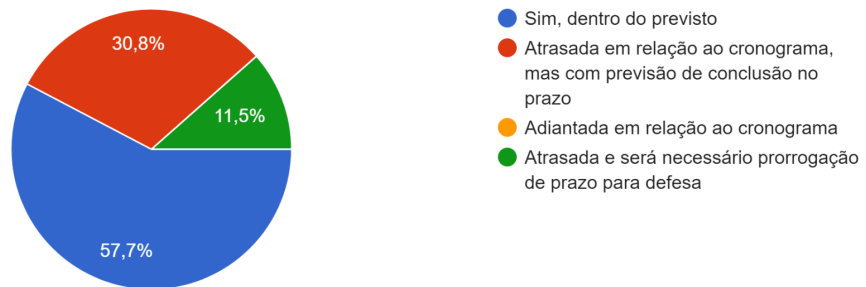 30,8%
11,5%
57,7%
Sim, dentro do previsto
Atrasada em relação ao cronograma,
mas com previsão de conclusão no
prazo
Adiantada em relação ao cronograma
Atrasada e será necessário prorrogação
de prazo para defesa